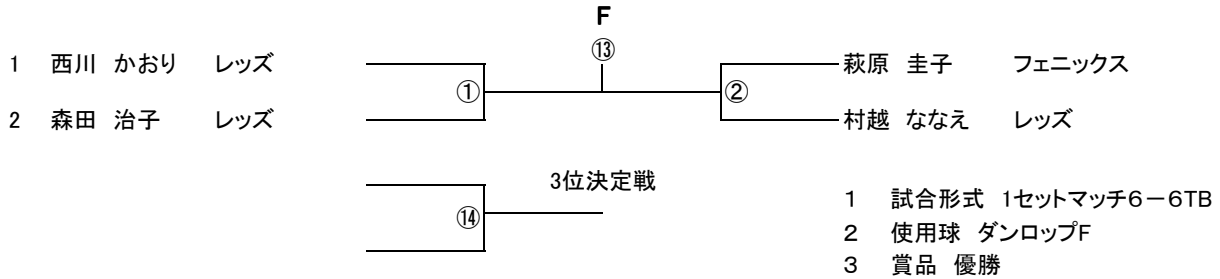 F
⑬
1 西川 かおり レッズ 萩原 圭子 フェニックス
① ②
2 森田 治子 レッズ 村越 ななえ レッズ
3位決定戦
⑭
1 試合形式 1セットマッチ6-6TB
2 使用球 ダンロップF
3 賞品 優勝